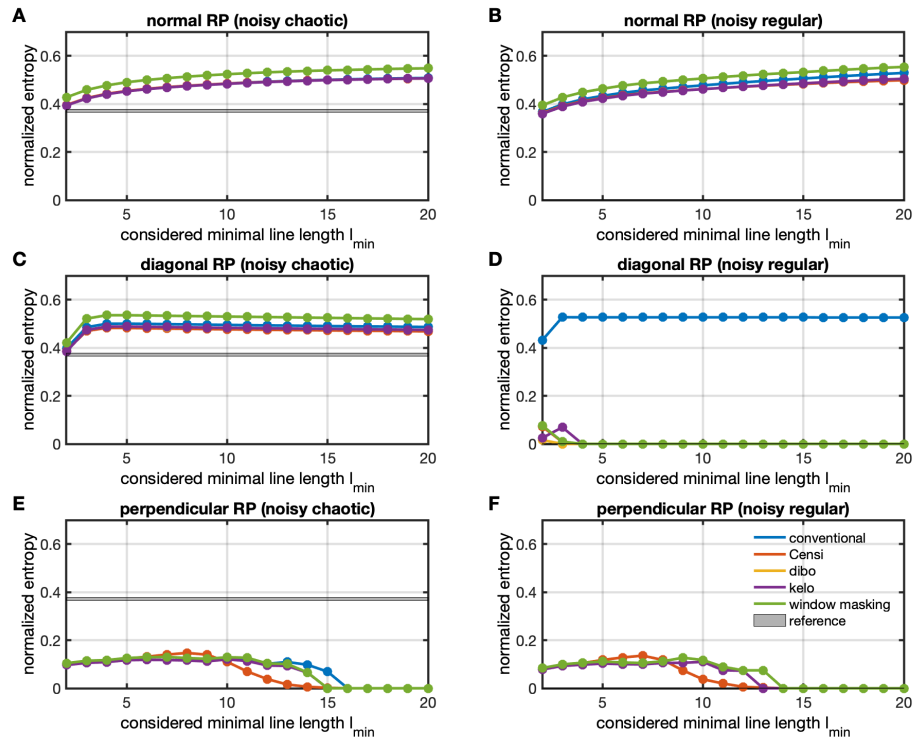 A
normal RP (noisy chaotic)
normalized entropy
0.6
0.4
0.2
0
5
10
15
20
considered minimal line length l_min
B
normal RP (noisy regular)
normalized entropy
0.6
0.4
0.2
0
5
10
15
20
considered minimal line length l_min
C
diagonal RP (noisy chaotic)
normalized entropy
0.6
0.4
0.2
0
5
10
15
20
considered minimal line length l_min
D
diagonal RP (noisy regular)
normalized entropy
0.6
0.4
0.2
0
5
10
15
20
considered minimal line length l_min
E
perpendicular RP (noisy chaotic)
normalized entropy
0.6
0.4
0.2
0
5
10
15
20
considered minimal line length l_min
F
perpendicular RP (noisy regular)
normalized entropy
0.6
0.4
0.2
0
5
10
15
20
considered minimal line length l_min
conventional
Censi
dibo
kelo
window masking
reference